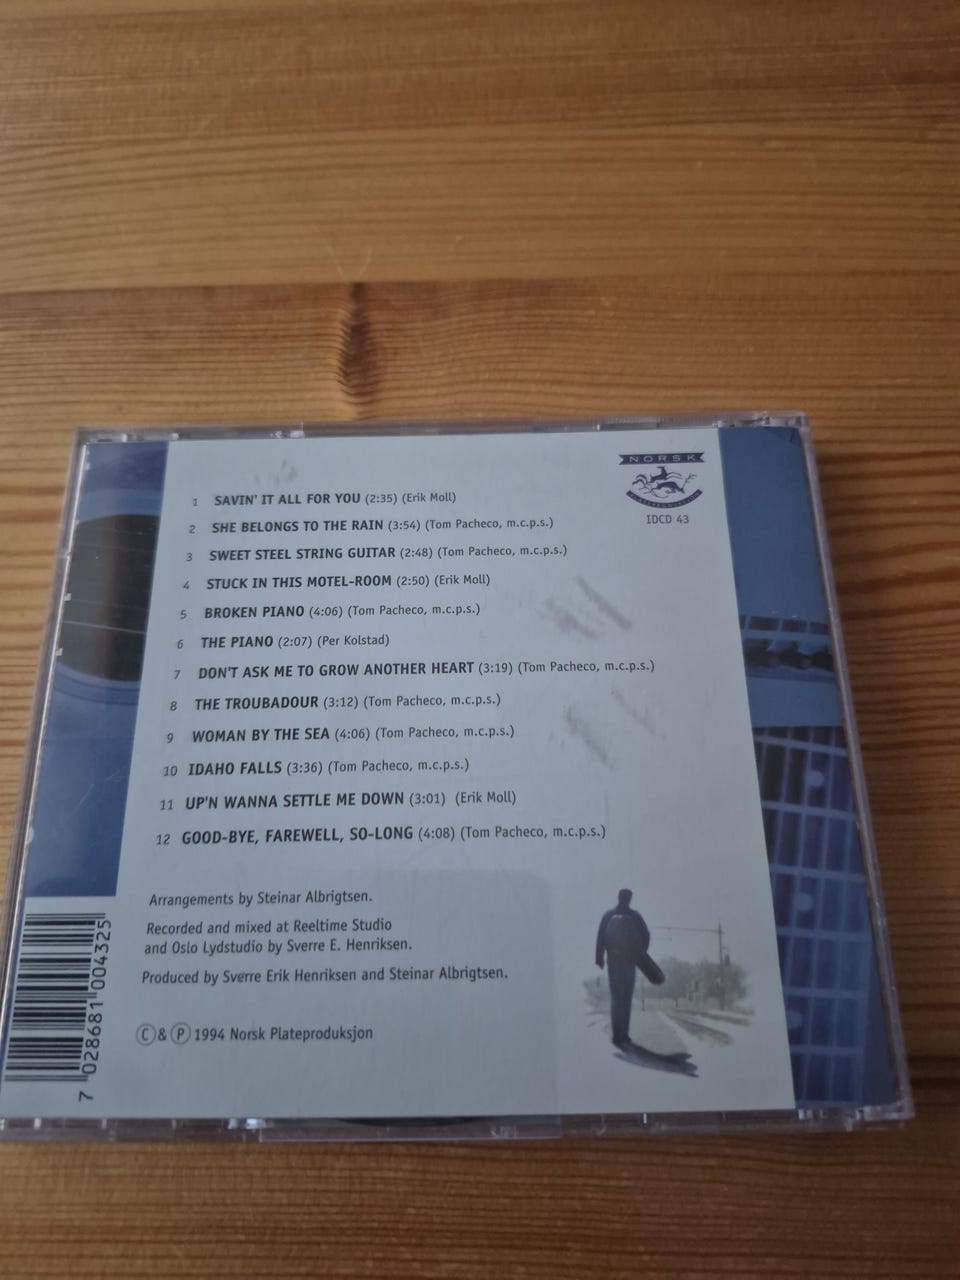 NORSK
IDCD 43
1 SAVIN' IT ALL FOR YOU (2:35) (Erik Moll)
2 SHE BELONGS TO THE RAIN (3:54) (Tom Pacheco, m.c.p.s.)
3 SWEET STEEL STRING GUITAR (2:48) (Tom Pacheco, m.c.p.s.)
4 STUCK IN THIS MOTEL-ROOM (2:50) (Erik Moll)
5 BROKEN PIANO (4:06) (Tom Pacheco, m.c.p.s.)
6 THE PIANO (2:07) (Per Kolstad)
7 DON'T ASK ME TO GROW ANOTHER HEART (3:19) (Tom Pacheco, m.c.p.s.)
8 THE TROUBADOUR (3:12) (Tom Pacheco, m.c.p.s.)
9 WOMAN BY THE SEA (4:06) (Tom Pacheco, m.c.p.s.)
10 IDAHO FALLS (3:36) (Tom Pacheco, m.c.p.s.)
11 UP'N WANNA SETTLE ME DOWN (3:01) (Erik Moll)
12 GOOD-BYE, FAREWELL, SO-LONG (4:08) (Tom Pacheco, m.c.p.s.)
Arrangements by Steinar Albrigtsen.
Recorded and mixed at Reeltime Studio
and Oslo Lydstudio by Sverre E. Henriksen.
Produced by Sverre Erik Henriksen and Steinar Albrigtsen.
Ⓒ & Ⓟ 1994 Norsk Plateproduksjon
7 028681 004325